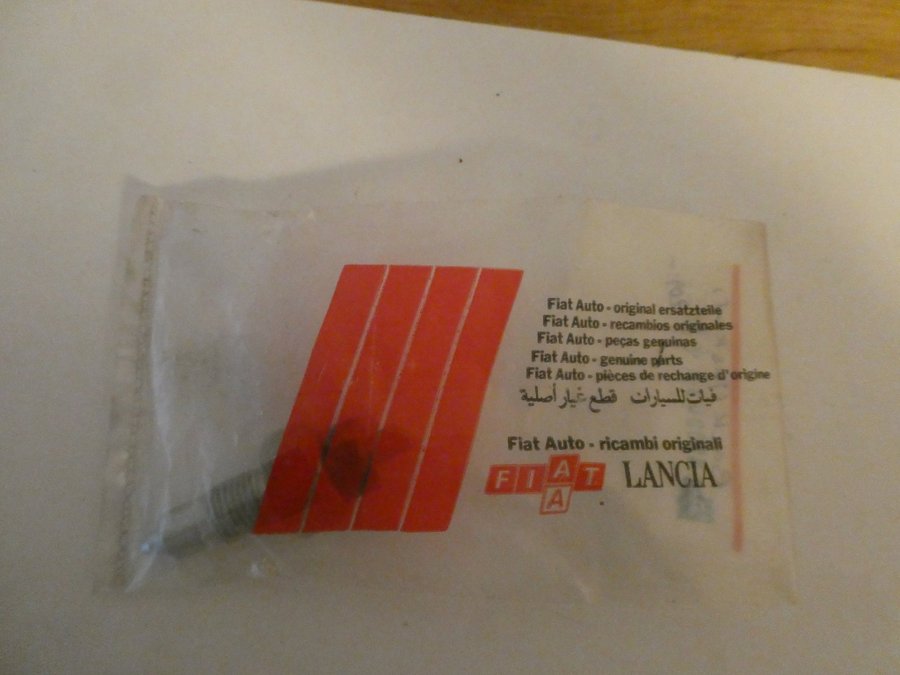 Fiat Auto - original ersatzteile
Fiat Auto - recambios originales
Fiat Auto - peças genuinas
Fiat Auto - genuine parts
Fiat Auto - pièces de rechange d'origine
فيات للسيارات قطع غيار أصلية
Fiat Auto - ricambi originali
FIAT LANCIA
A